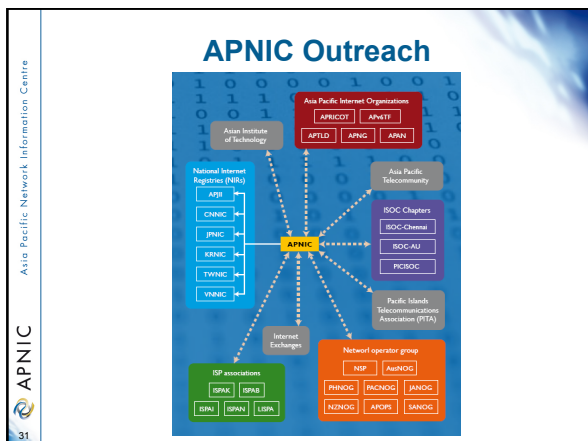 APNIC Outreach
Asia Pacific Network Information Centre
Asia Pacific Internet Organizations
APRICOT APv6TF
APTLD APNG APAN
Asian Institute
of Technology
National Internet
Registries (NIRs)
APJII
CNNIC
JPNIC
KRNIC
TWNIC
VNNIC
Asia Pacific
Telecommunity
ISOC Chapters
ISOC-Chennai
ISOC-AU
PICISOC
APNIC
Pacific Islands
Telecommunications
Association (PITA)
Internet
Exchanges
ISP associations
ISPAK ISPAB
ISPAI ISPAN LISPA
Networl operator group
NSP AusNOG
PHNOG PACNOG JANOG
NZNOG APOPS SANOG
APNIC
31